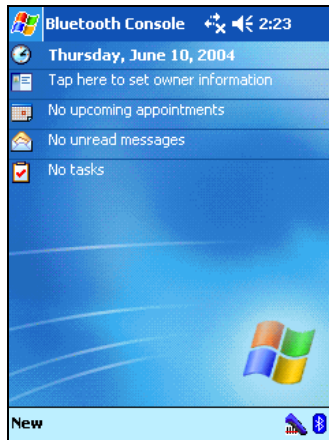 Bluetooth Console 2:23
Thursday, June 10, 2004
Tap here to set owner information
No upcoming appointments
No unread messages
No tasks
New